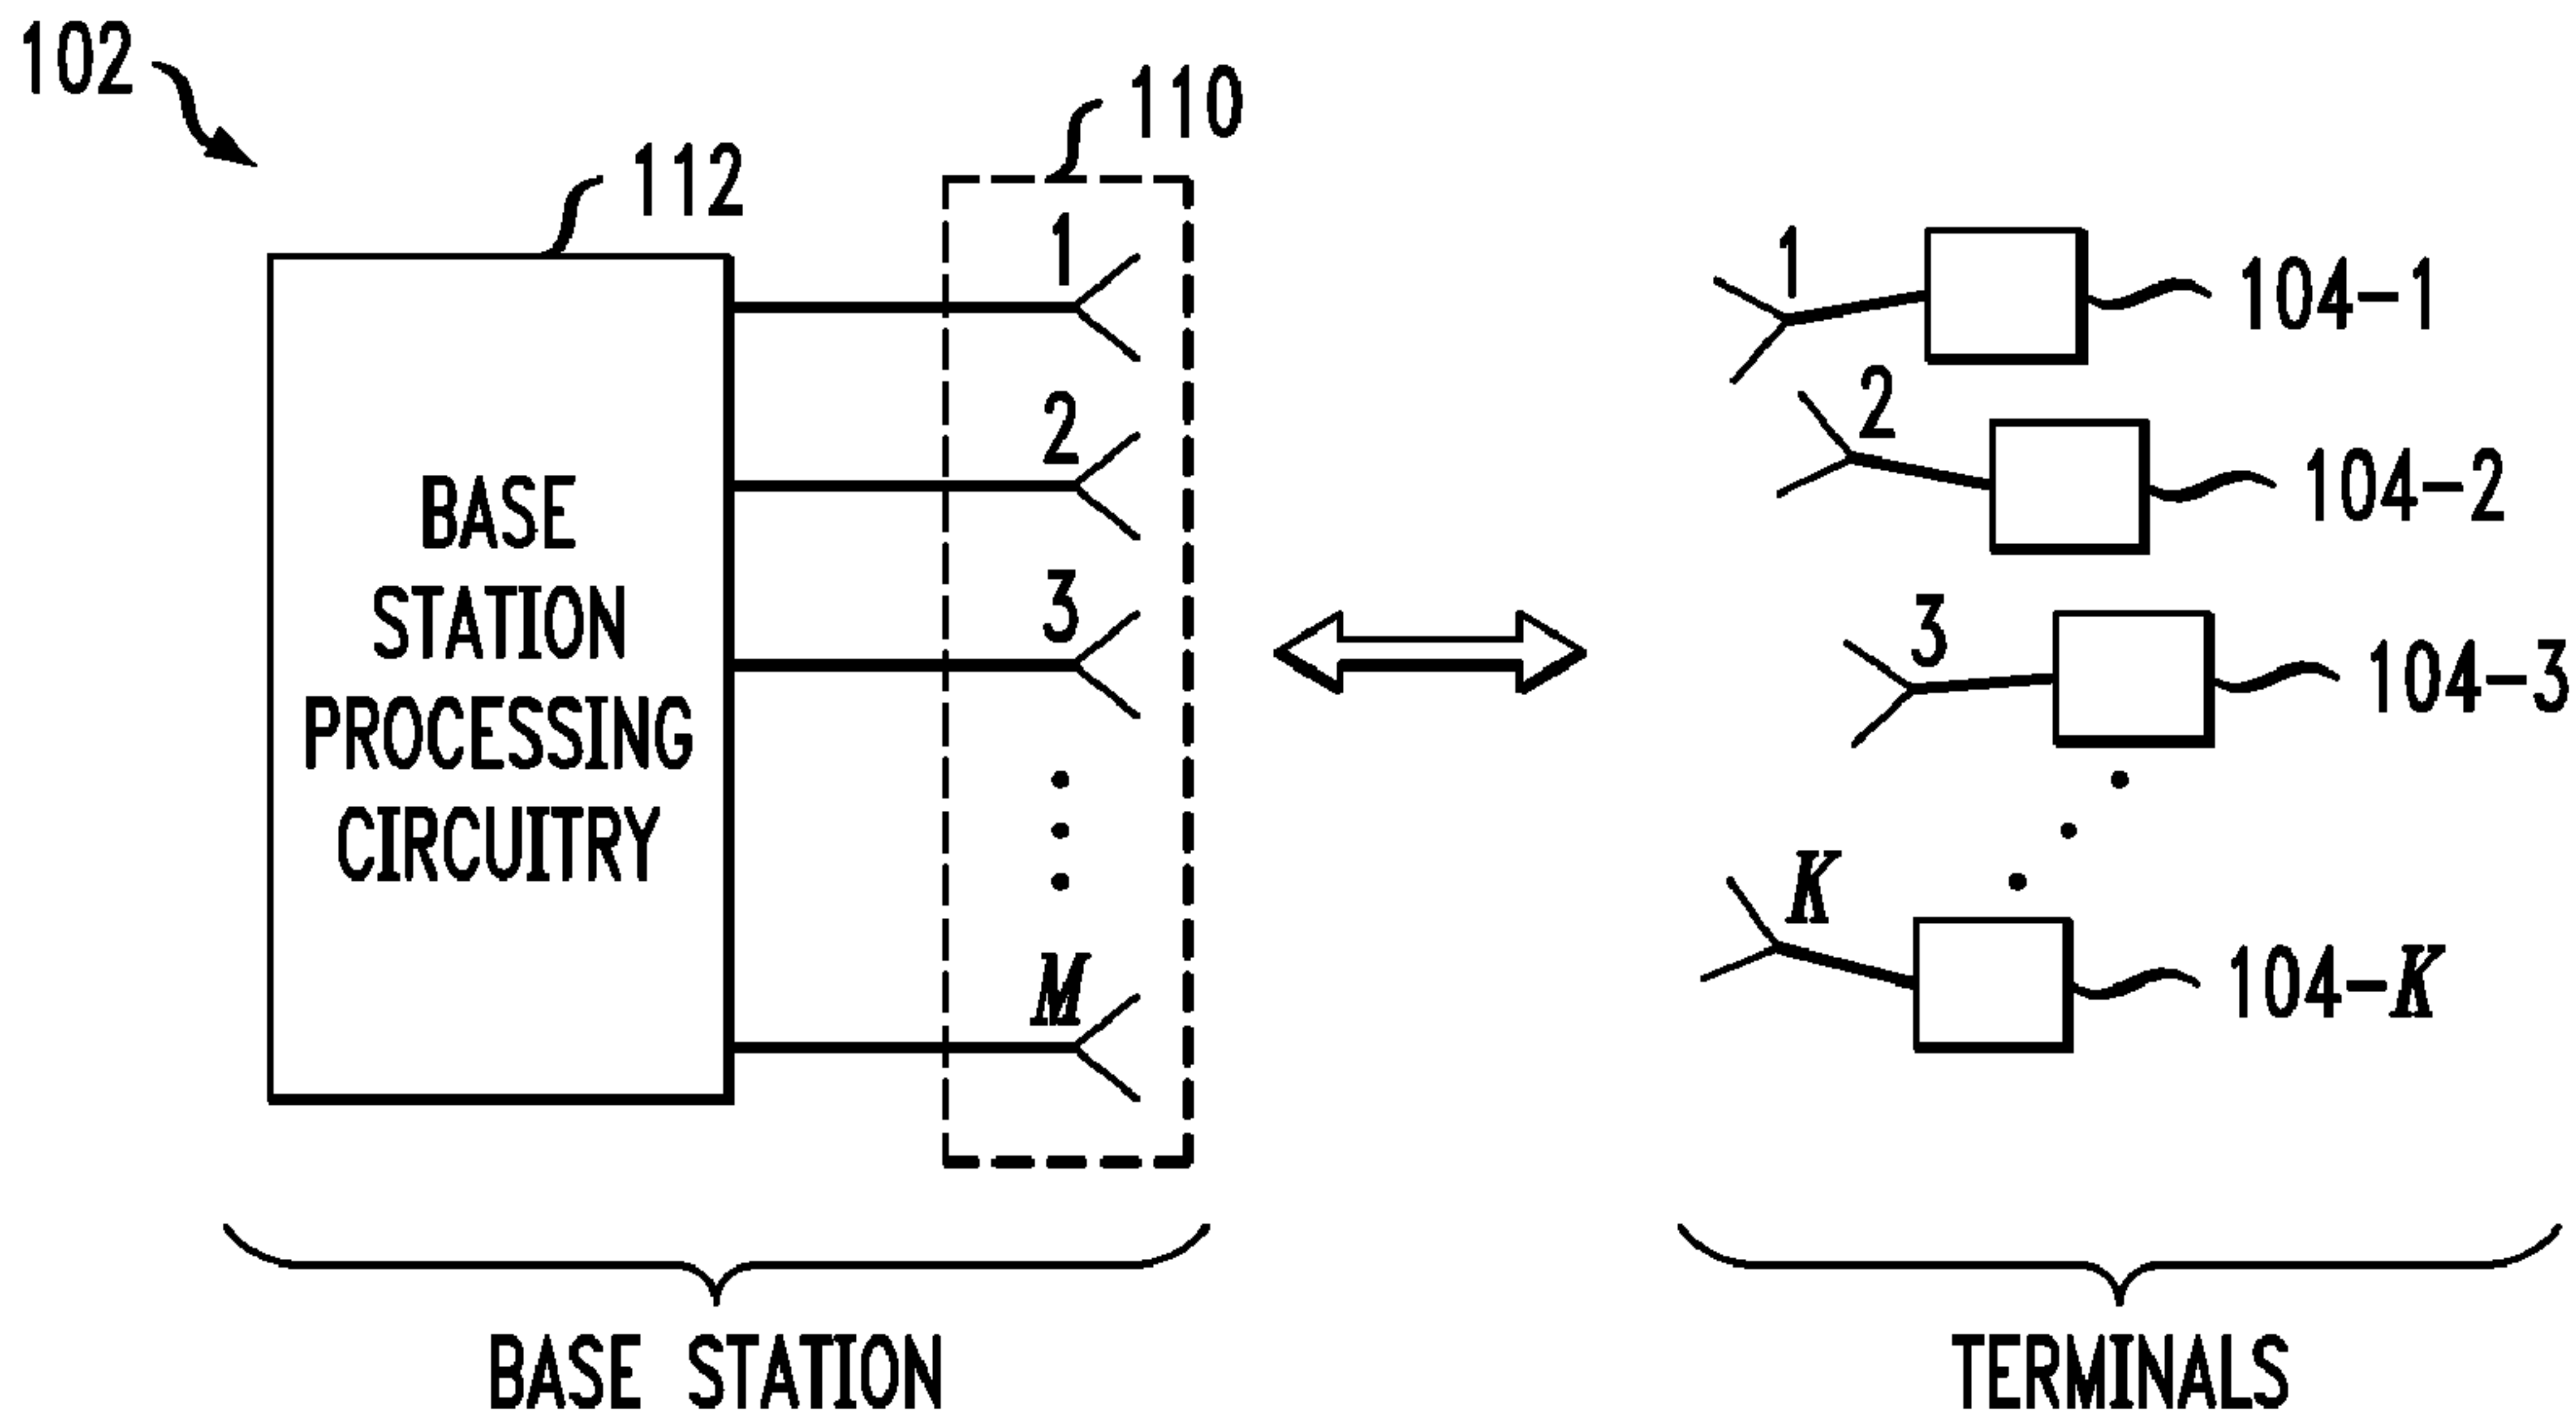 102
110
112
1
1
104-1
2
2
104-2
BASE
STATION
PROCESSING
CIRCUITRY
3
3
104-3
M
K
104-K
BASE STATION
TERMINALS